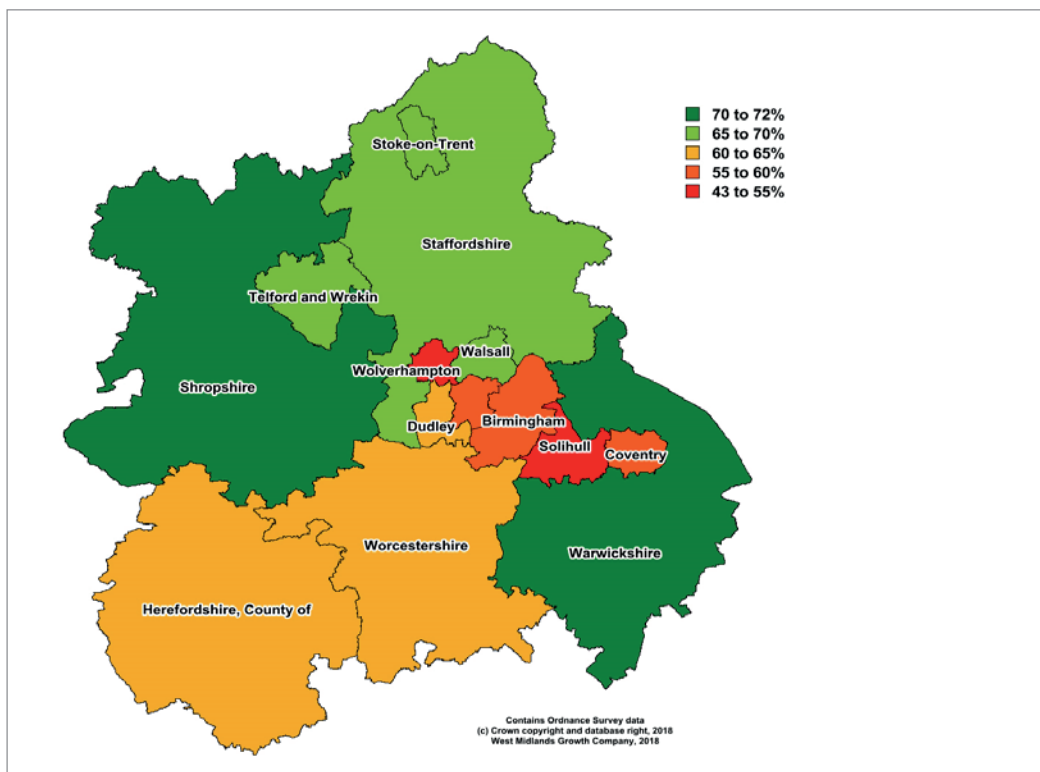 70 to 72%
65 to 70%
60 to 65%
55 to 60%
43 to 55%
Stoke-on-Trent
Staffordshire
Telford and Wrekin
Walsall
Wolverhampton
Shropshire
Dudley
Birmingham
Solihull
Coventry
Worcestershire
Warwickshire
Herefordshire, County of
Contains Ordnance Survey data
(c) Crown copyright and database right, 2018
West Midlands Growth Company, 2018